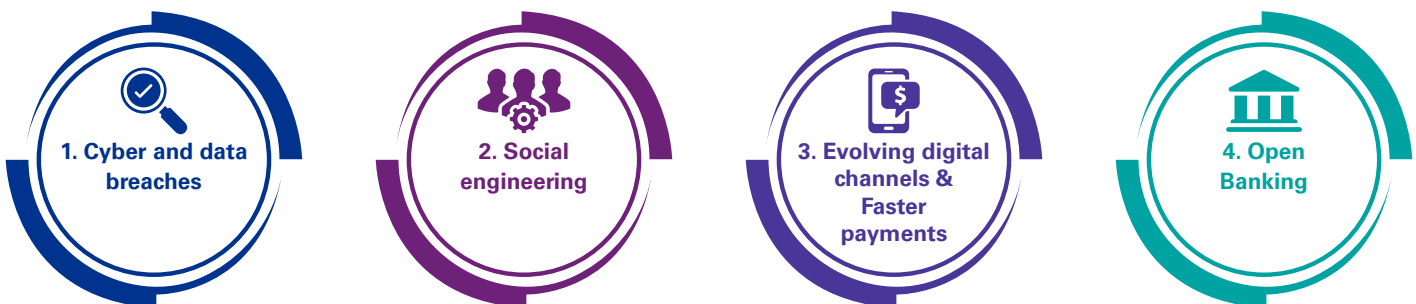 1. Cyber and data
breaches
2. Social
engineering
3. Evolving digital
channels &
Faster
payments
4. Open
Banking
$